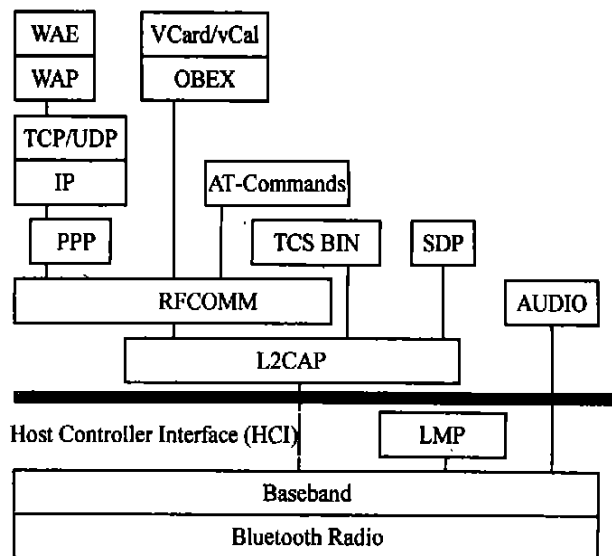 WAE
VCard/vCal
WAP
OBEX
TCP/UDP
IP
AT-Commands
PPP
TCS BIN
SDP
RFCOMM
AUDIO
L2CAP
Host Controller Interface (HCI)
LMP
Baseband
Bluetooth Radio